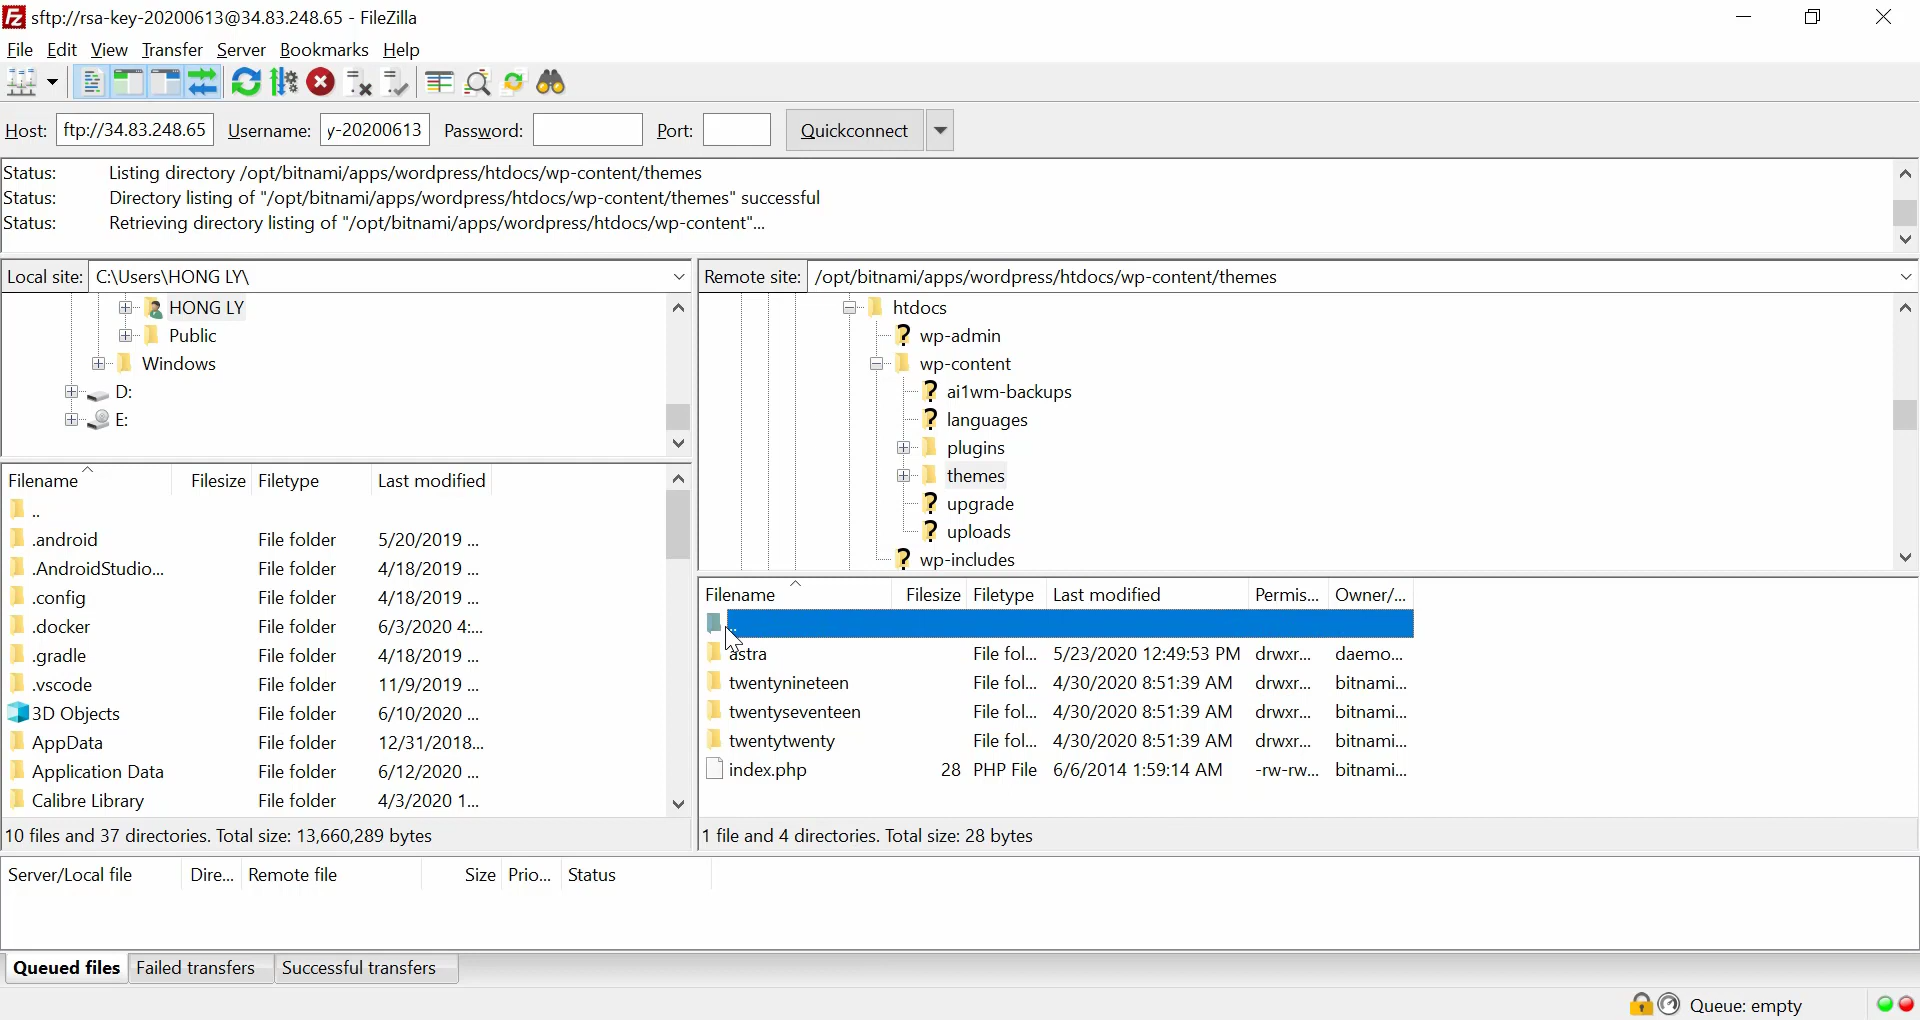 sftp://rsa-key-20200613@34.83.248.65 - FileZilla
File Edit View Transfer Server Bookmarks Help
Host: ftp://34.83.248.65 Username: y-20200613 Password: Port: Quickconnect
Status: Listing directory /opt/bitnami/apps/wordpress/htdocs/wp-content/themes
Status: Directory listing of "/opt/bitnami/apps/wordpress/htdocs/wp-content/themes" successful
Status: Retrieving directory listing of "/opt/bitnami/apps/wordpress/htdocs/wp-content"...
Local site: C:\Users\HONG LY\
HONG LY
Public
Windows
D:
E:
Filename Filesize Filetype Last modified
..
.android File folder 5/20/2019 ...
.AndroidStudio... File folder 4/18/2019 ...
.config File folder 4/18/2019 ...
.docker File folder 6/3/2020 4:...
.gradle File folder 4/18/2019 ...
.vscode File folder 11/9/2019 ...
3D Objects File folder 6/10/2020 ...
AppData File folder 12/31/2018...
Application Data File folder 6/12/2020 ...
Calibre Library File folder 4/3/2020 1...
10 files and 37 directories. Total size: 13,660,289 bytes
Remote site: /opt/bitnami/apps/wordpress/htdocs/wp-content/themes
htdocs
? wp-admin
wp-content
? ai1wm-backups
? languages
plugins
themes
? upgrade
? uploads
? wp-includes
Filename Filesize Filetype Last modified Permis... Owner/...
..
astra File fol... 5/23/2020 12:49:53 PM drwxr... daemo...
twentynineteen File fol... 4/30/2020 8:51:39 AM drwxr... bitnami...
twentyseventeen File fol... 4/30/2020 8:51:39 AM drwxr... bitnami...
twentytwenty File fol... 4/30/2020 8:51:39 AM drwxr... bitnami...
index.php 28 PHP File 6/6/2014 1:59:14 AM -rw-rw... bitnami...
1 file and 4 directories. Total size: 28 bytes
Server/Local file Dire... Remote file Size Prio... Status
Queued files Failed transfers Successful transfers
Queue: empty